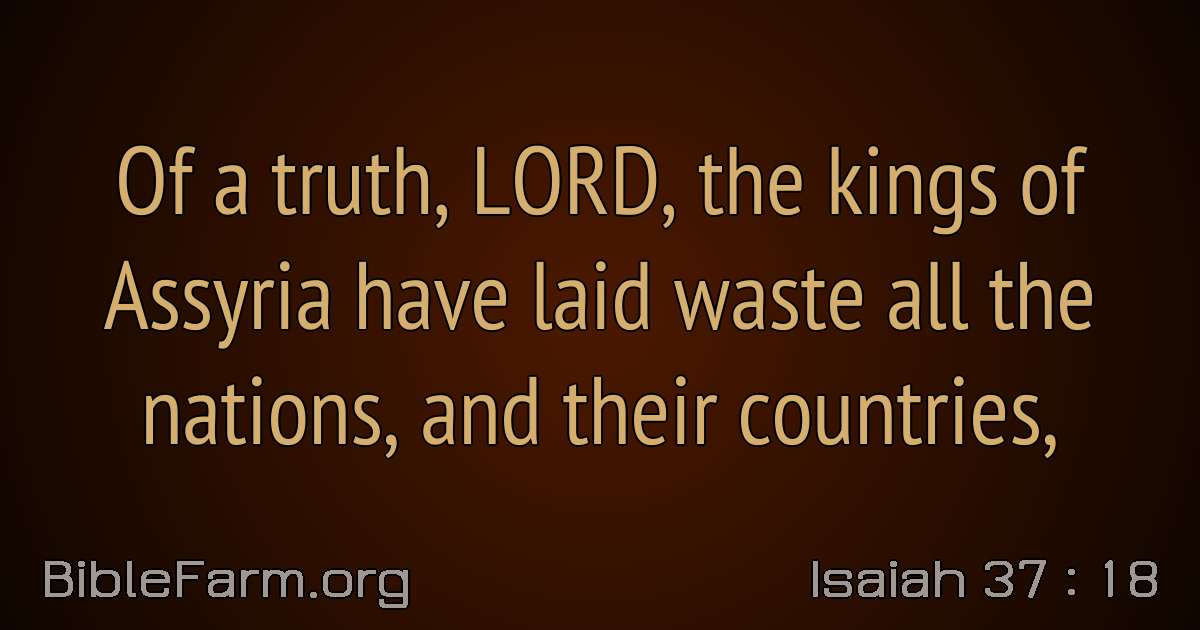 Of a truth, LORD, the kings of
Assyria have laid waste all the
nations, and their countries,
BibleFarm.org
Isaiah 37 : 18